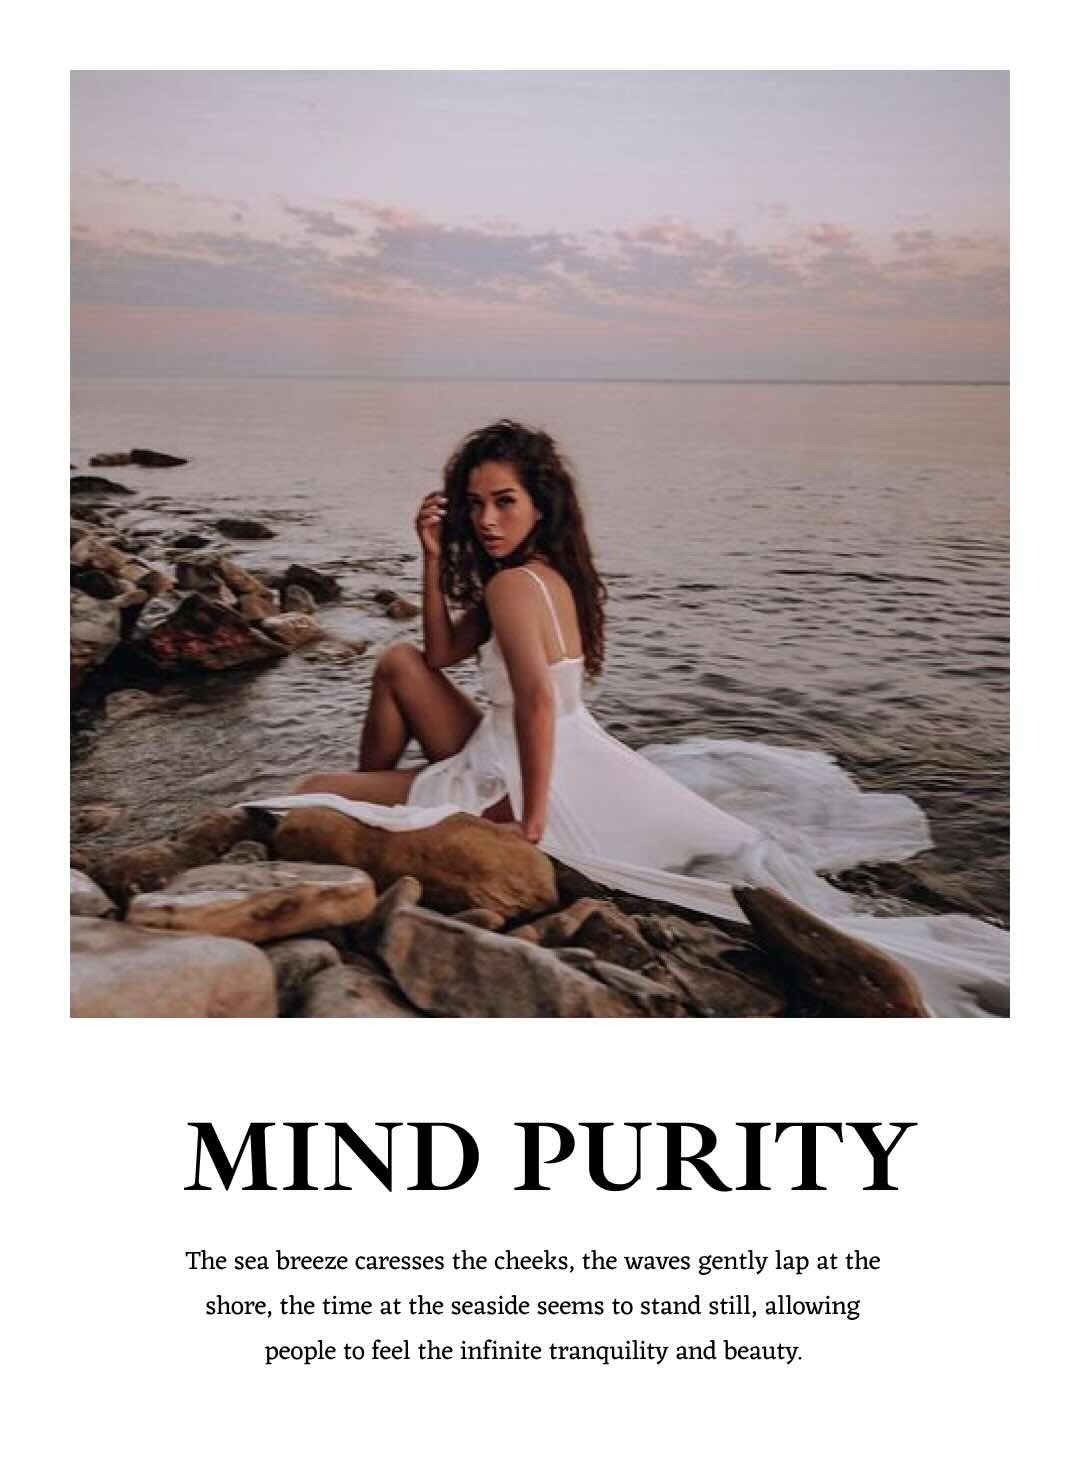 MIND PURITY
The sea breeze caresses the cheeks, the waves gently lap at the
shore, the time at the seaside seems to stand still, allowing
people to feel the infinite tranquility and beauty.